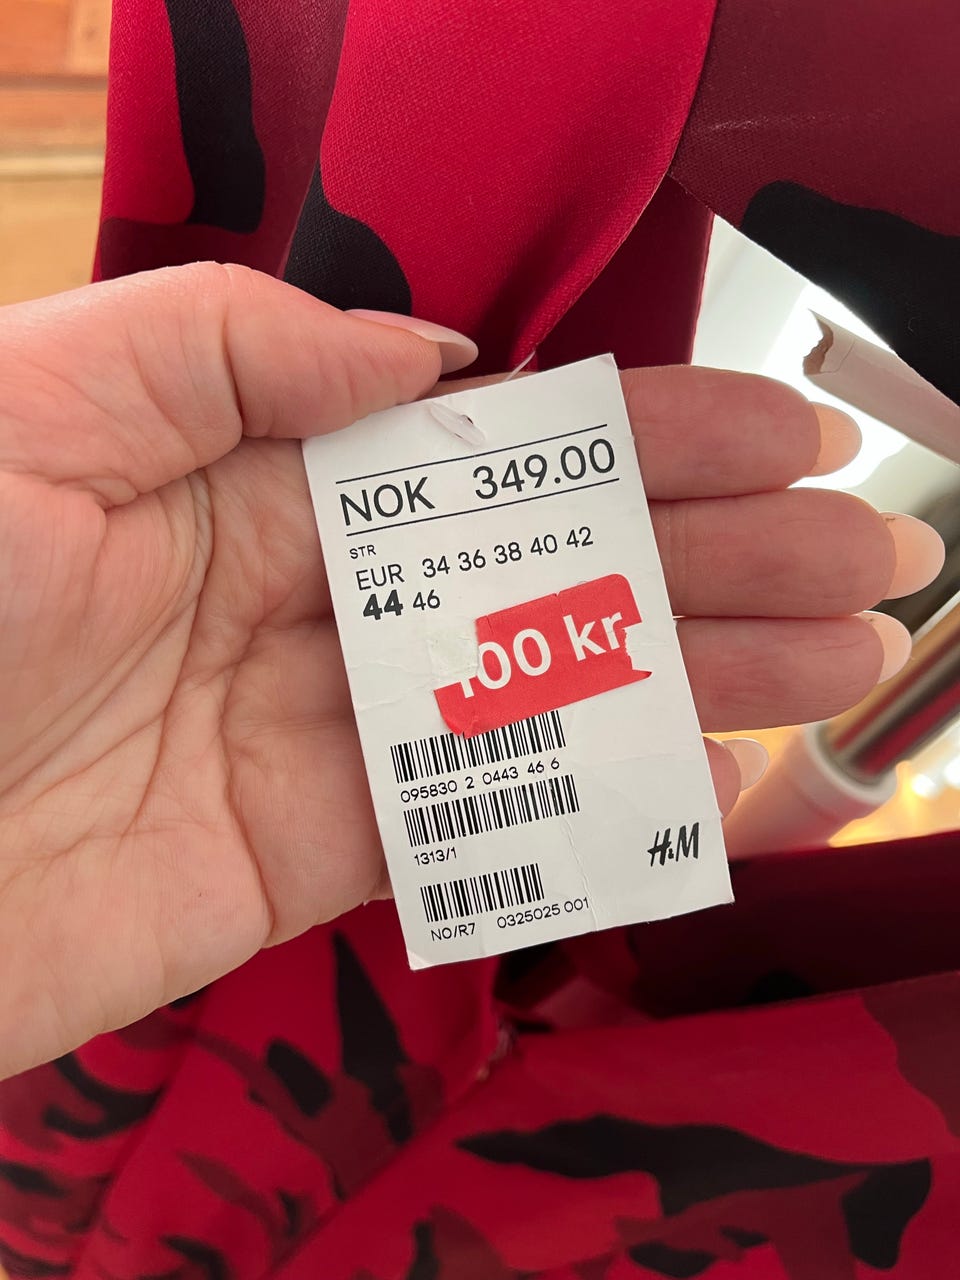 NOK 349.00
STR
EUR 34 36 38 40 42
44 46
100 kr
095830 2 0443 46 6
1313/1
H&M
NO/R7 0325025 001